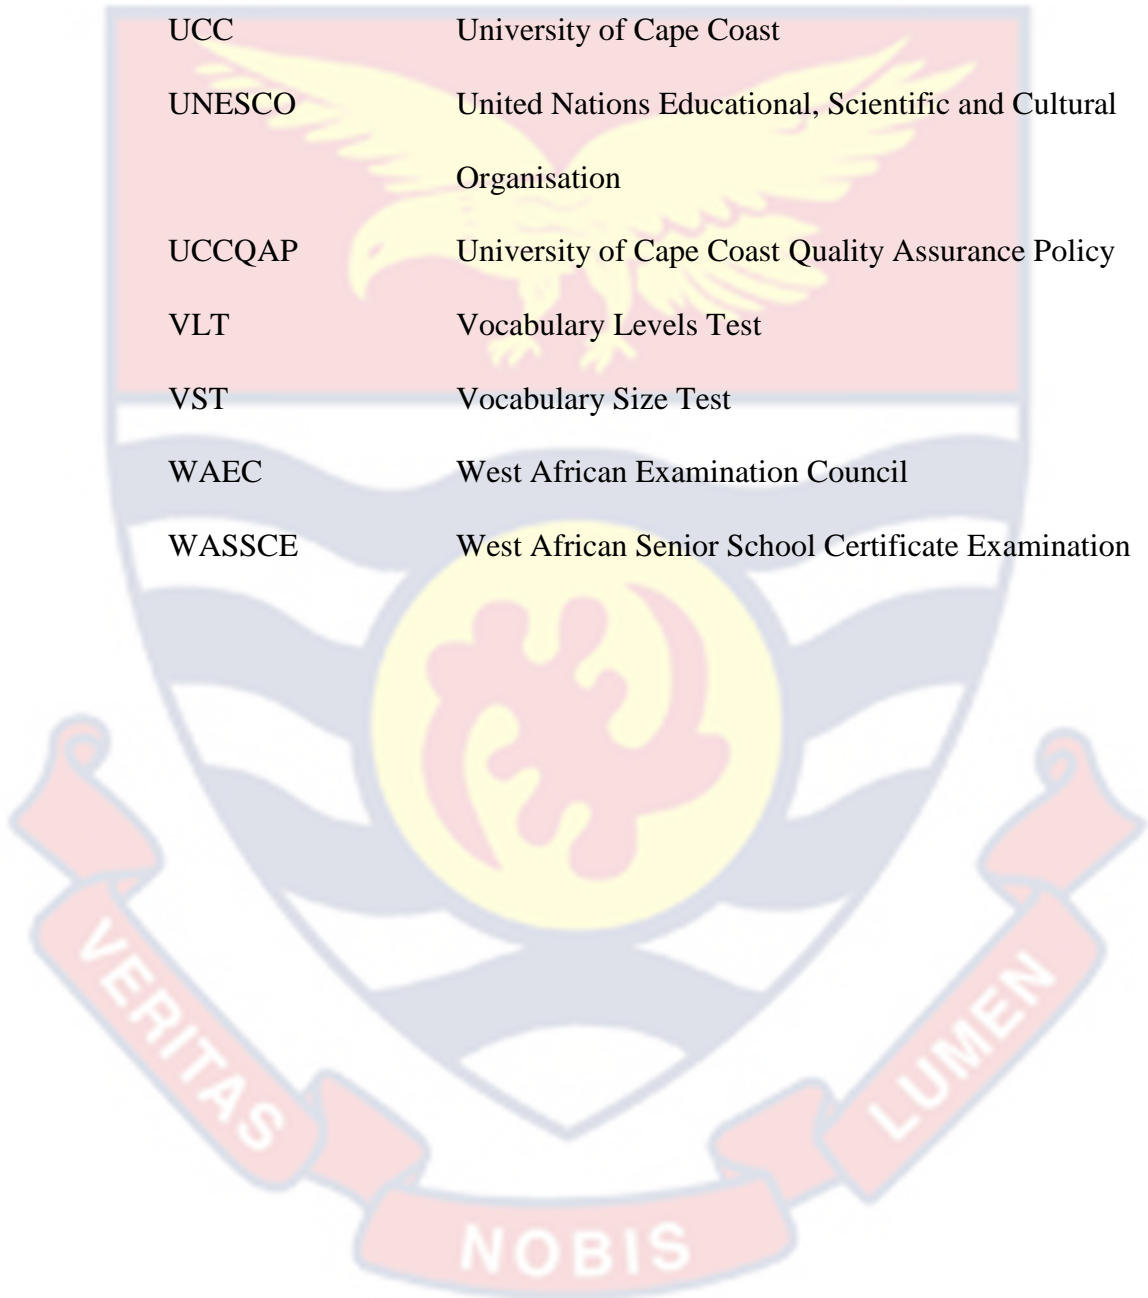 UCC University of Cape Coast
UNESCO United Nations Educational, Scientific and Cultural
Organisation
UCCQAP University of Cape Coast Quality Assurance Policy
VLT Vocabulary Levels Test
VST Vocabulary Size Test
WAEC West African Examination Council
WASSCE West African Senior School Certificate Examination
VERITAS
NOBIS
LUMEN